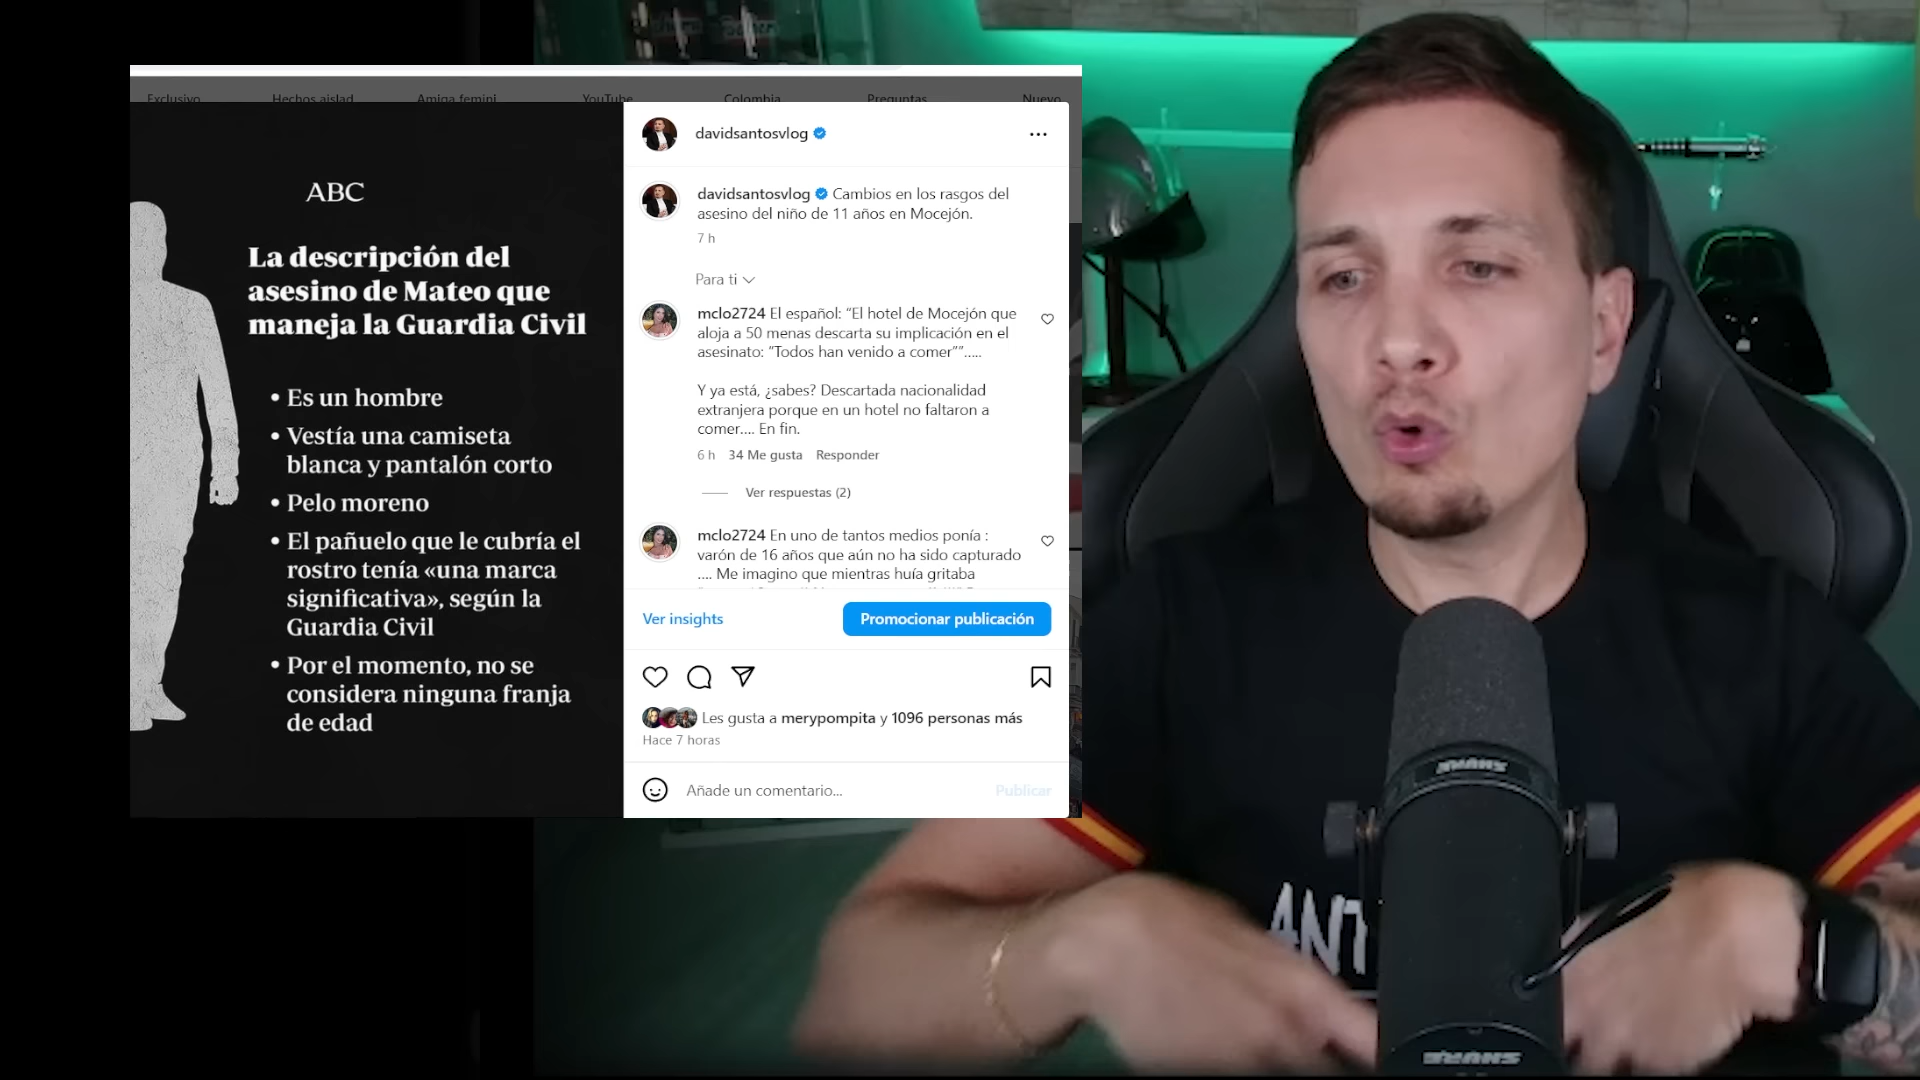 Exclusivo Hechos aislad Amiga femini YouTube Colombia Preguntas Nuevo
ABC
La descripción del
asesino de Mateo que
maneja la Guardia Civil
• Es un hombre
• Vestía una camiseta
blanca y pantalón corto
• Pelo moreno
• El pañuelo que le cubría el
rostro tenía «una marca
significativa», según la
Guardia Civil
• Por el momento, no se
considera ninguna franja
de edad
davidsantosvlog
davidsantosvlog Cambios en los rasgos del
asesino del niño de 11 años en Mocejón.
7 h
Para ti
mclo2724 El español: “El hotel de Mocejón que
aloja a 50 menas descarta su implicación en el
asesinato: “Todos han venido a comer””.....
Y ya está, ¿sabes? Descartada nacionalidad
extranjera porque en un hotel no faltaron a
comer.... En fin.
6 h 34 Me gusta Responder
Ver respuestas (2)
mclo2724 En uno de tantos medios ponía :
varón de 16 años que aún no ha sido capturado
.... Me imagino que mientras huía gritaba
Ver insights
Promocionar publicación
Les gusta a merypompita y 1096 personas más
Hace 7 horas
Añade un comentario...
Publicar
ANT
SHURE
SHURE